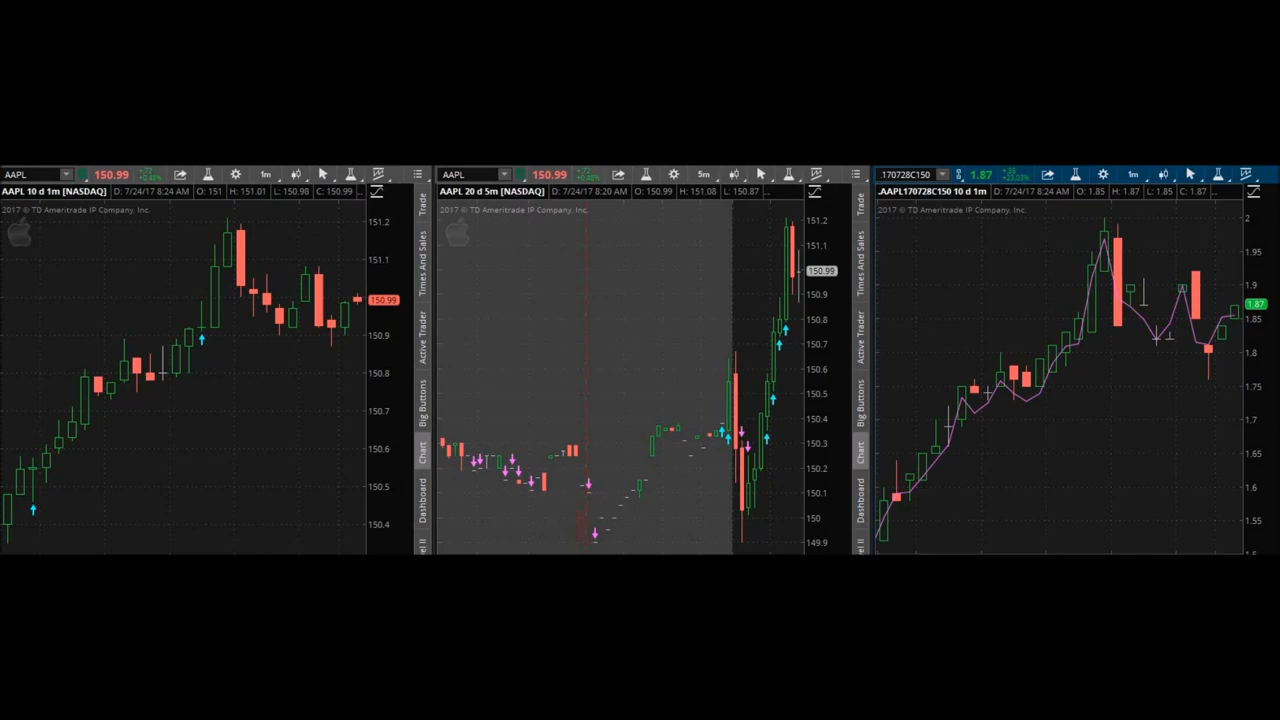 AAPL 150.99 +.72 +0.48% 1m
AAPL 10 d 1m [NASDAQ] D: 7/24/17 8:24 AM O: 151 H: 151.01 L: 150.98 C: 150.99 ...
2017 © TD Ameritrade IP Company, Inc.
151.2
151.1
150.99
150.9
150.8
150.7
150.6
150.5
150.4
Trade
Times And Sales
Active Trader
Big Buttons
Chart
Dashboard
AAPL 150.99 +.72 +0.48% 5m
AAPL 20 d 5m [NASDAQ] D: 7/24/17 8:20 AM O: 150.99 H: 151.08 L: 150.87 ...
2017 © TD Ameritrade IP Company, Inc.
151.2
151.1
150.99
150.9
150.8
150.7
150.6
150.5
150.4
150.3
150.2
150.1
150
149.9
Trade
Times And Sales
Active Trader
Big Buttons
Chart
Dashboard
.170728C150 1.87 1m
.AAPL170728C150 10 d 1m D: 7/24/17 8:24 AM O: 1.85 H: 1.87 L: 1.85 C: 1.87 ...
2017 © TD Ameritrade IP Company, Inc.
2
1.95
1.9
1.87
1.85
1.8
1.75
1.7
1.65
1.6
1.55